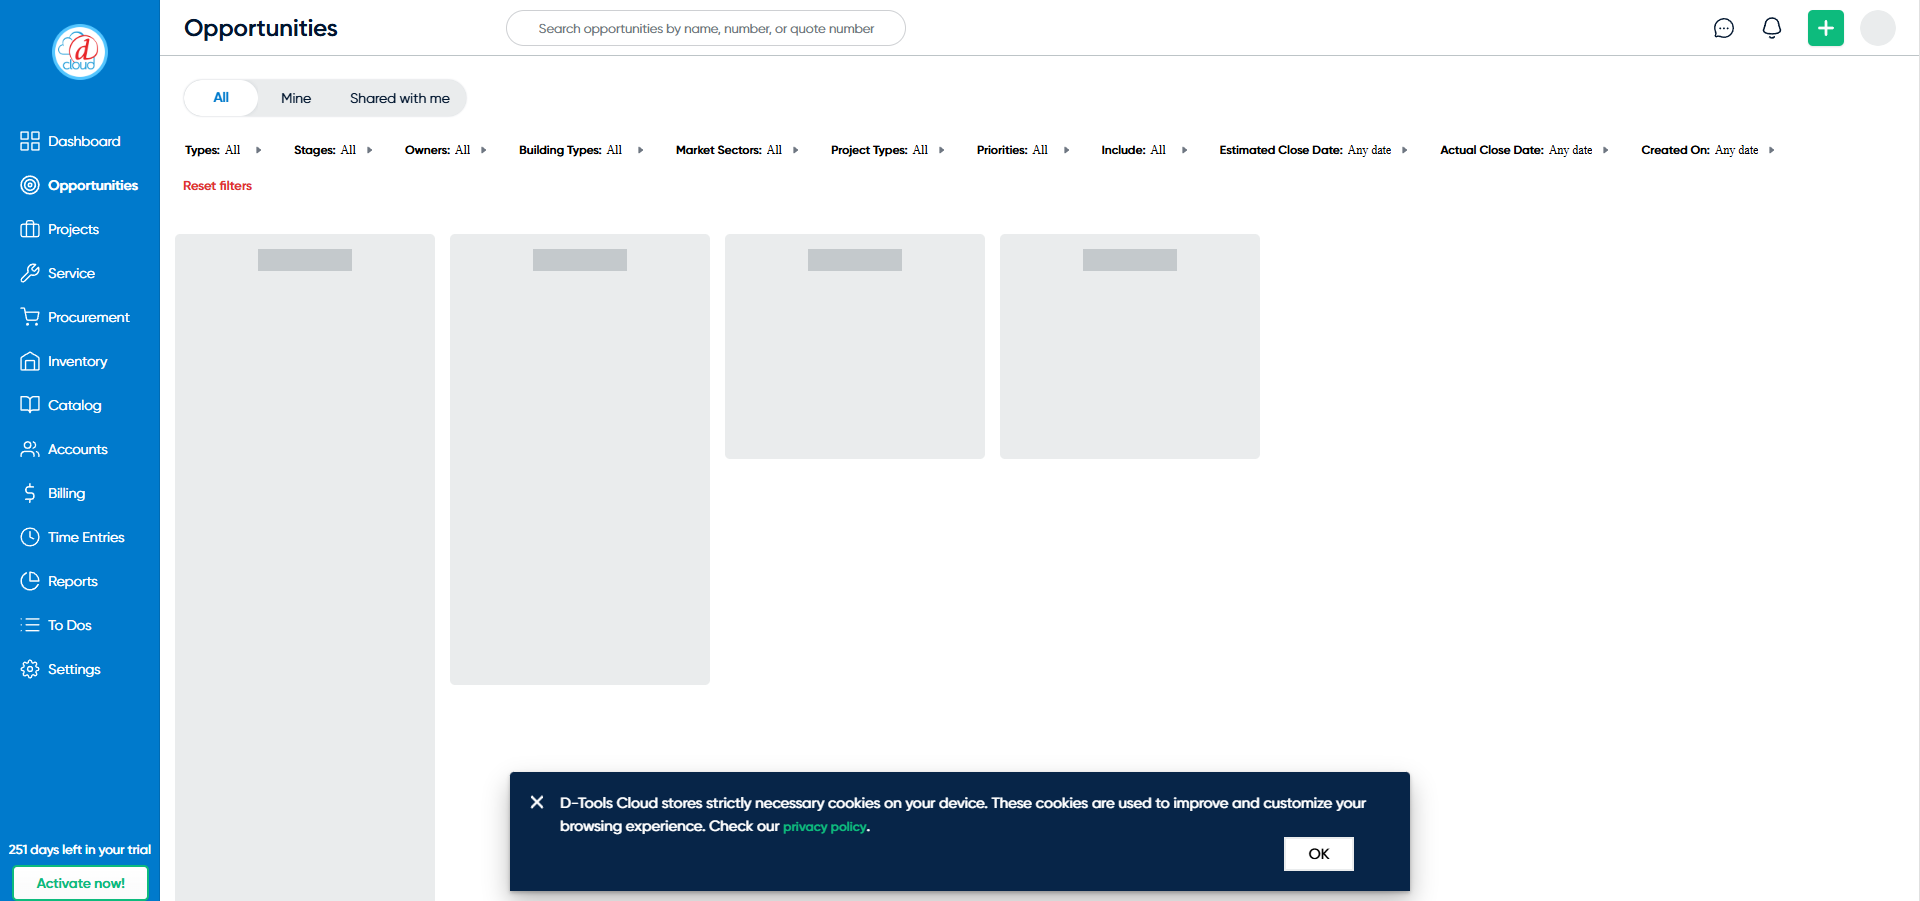 d
cloud
Opportunities
Search opportunities by name, number, or quote number
All
Mine
Shared with me
Types: All
Stages: All
Owners: All
Building Types: All
Market Sectors: All
Project Types: All
Priorities: All
Include: All
Estimated Close Date: Any date
Actual Close Date: Any date
Created On: Any date
Reset filters
Dashboard
Opportunities
Projects
Service
Procurement
Inventory
Catalog
Accounts
Billing
Time Entries
Reports
To Dos
Settings
251 days left in your trial
Activate now!
D-Tools Cloud stores strictly necessary cookies on your device. These cookies are used to improve and customize your
browsing experience. Check our privacy policy.
OK